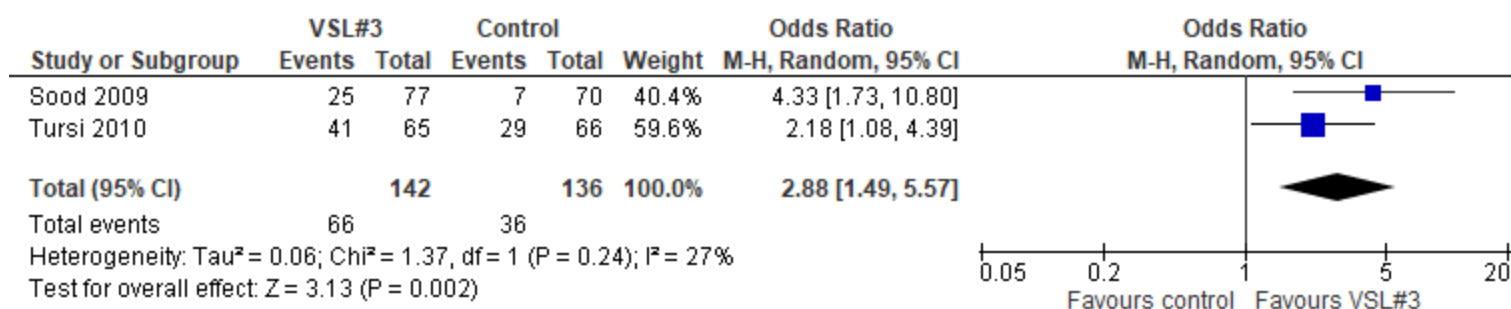 VSL#3 Control Odds Ratio Odds Ratio
Study or Subgroup Events Total Events Total Weight M-H, Random, 95% CI M-H, Random, 95% CI
Sood 2009 25 77 7 70 40.4% 4.33 [1.73, 10.80]
Tursi 2010 41 65 29 66 59.6% 2.18 [1.08, 4.39]
Total (95% CI) 142 136 100.0% 2.88 [1.49, 5.57]
Total events 66 36
Heterogeneity: Tau² = 0.06; Chi² = 1.37, df = 1 (P = 0.24); I² = 27%
Test for overall effect: Z = 3.13 (P = 0.002)
0.05 0.2 1 5 20
Favours control Favours VSL#3